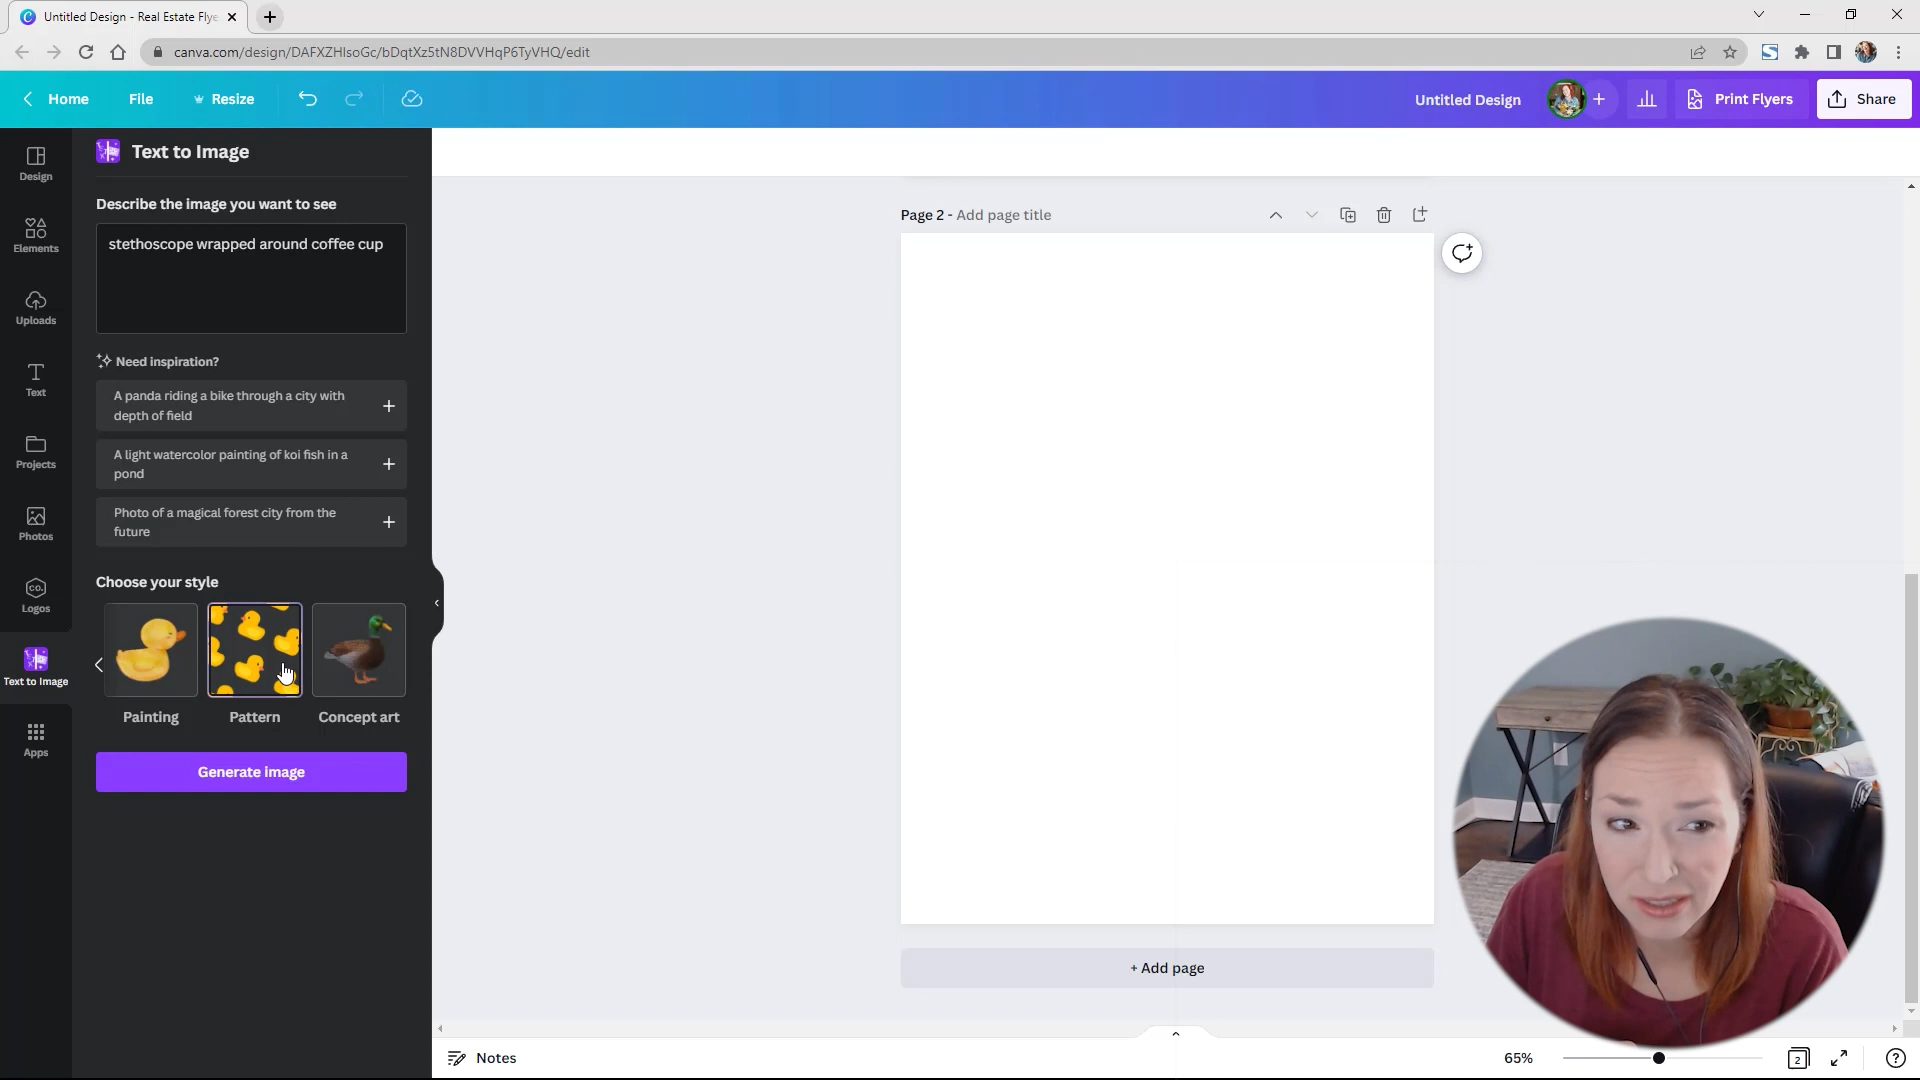 Untitled Design - Real Estate Flye
canva.com/design/DAFXZHIsoGc/bDqtXz5tN8DVVHqP6TyVHQ/edit
Home
File
Resize
Untitled Design
Print Flyers
Share
Design
Elements
Uploads
Text
Projects
Photos
CO.
Logos
Text to Image
Apps
Text to Image
Describe the image you want to see
stethoscope wrapped around coffee cup
Need inspiration?
A panda riding a bike through a city with
depth of field
A light watercolor painting of koi fish in a
pond
Photo of a magical forest city from the
future
Choose your style
Painting
Pattern
Concept art
Generate image
Page 2 - Add page title
+ Add page
Notes
65%
2